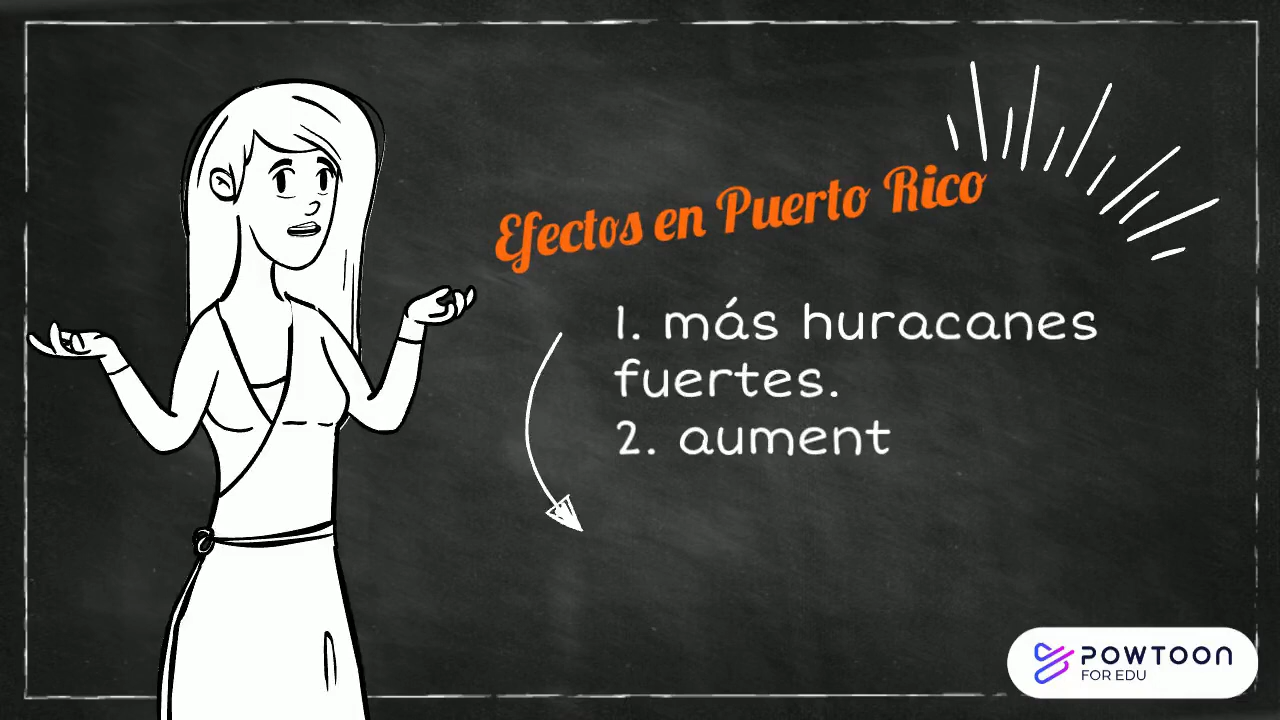 Efectos en Puerto Rico
1. más huracanes
fuertes.
2. aument
POWTOON
FOR EDU